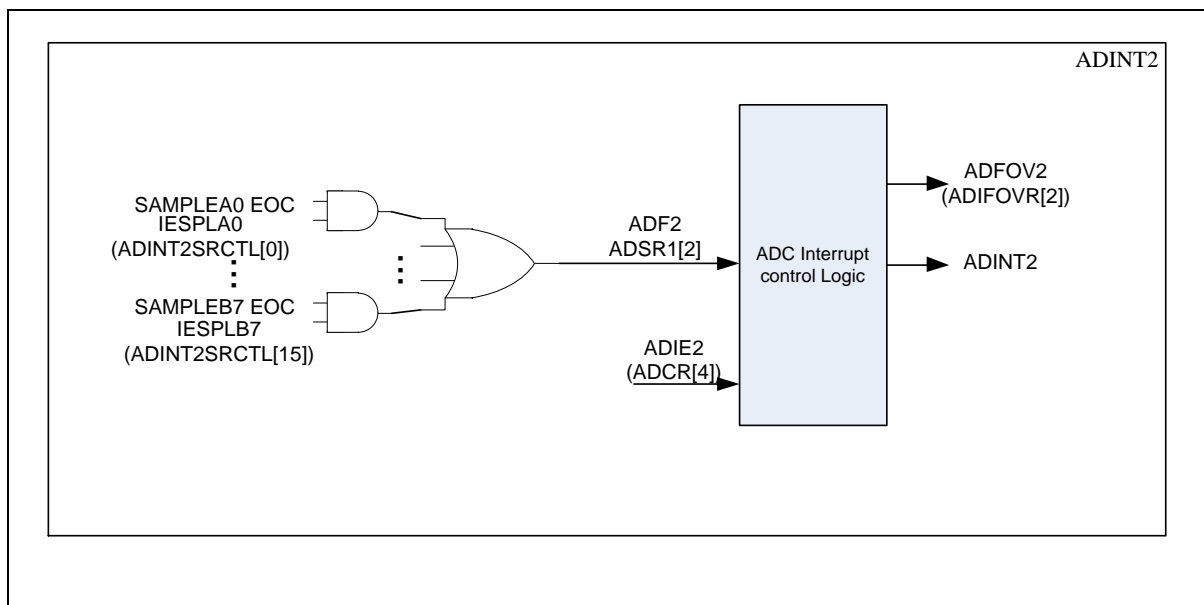 ADINT2
SAMPLEA0 EOC
IESPLA0
(ADINT2SRCTL[0])
SAMPLEB7 EOC
IESPLB7
(ADINT2SRCTL[15])
ADF2
ADSR1[2]
ADIE2
(ADCR[4])
ADC Interrupt
control Logic
ADFOV2
(ADIFOVR[2])
ADINT2